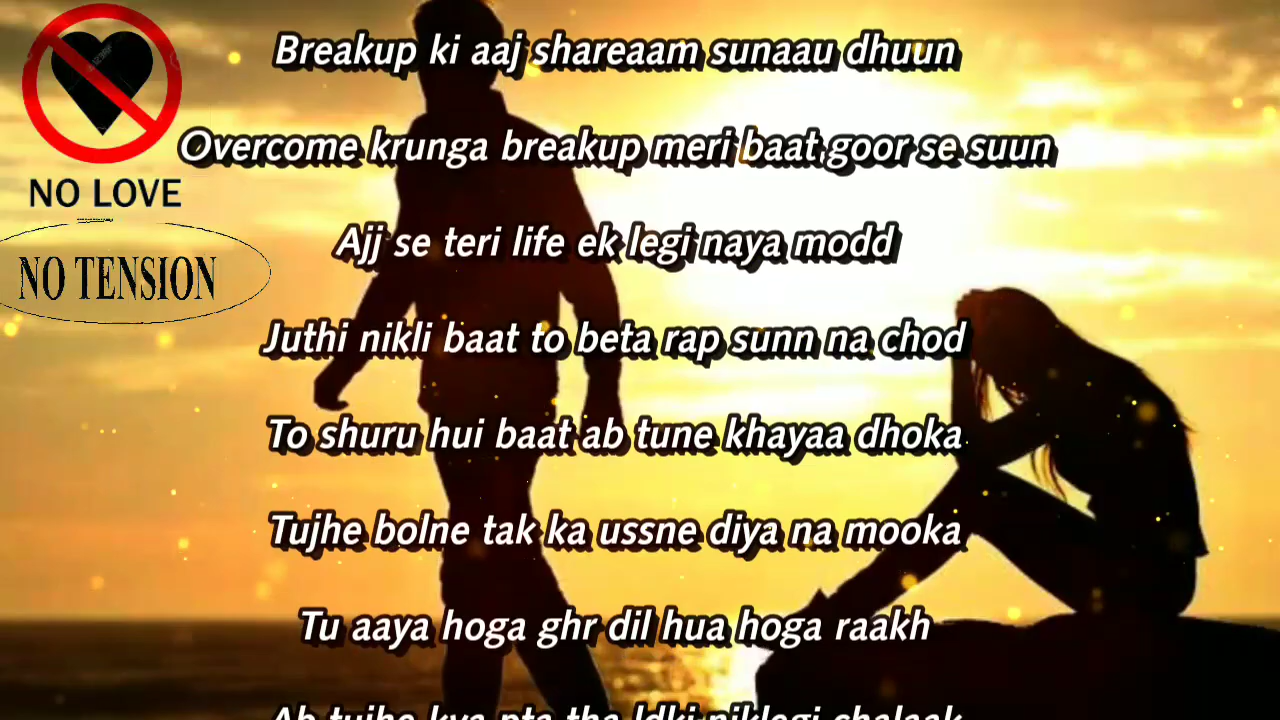 Breakup ki aaj shareaam sunaau dhuun
Overcome krunga breakup meri baat goor se suun
NO LOVE
Ajj se teri life ek legi naya modd
NO TENSION
Juthi nikli baat to beta rap sunn na chod
To shuru hui baat ab tune khayaa dhoka
Tujhe bolne tak ka ussne diya na mooka
Tu aaya hoga ghr dil hua hoga raakh
Ab tujhe kya pta tha ldki niklegi chalaak